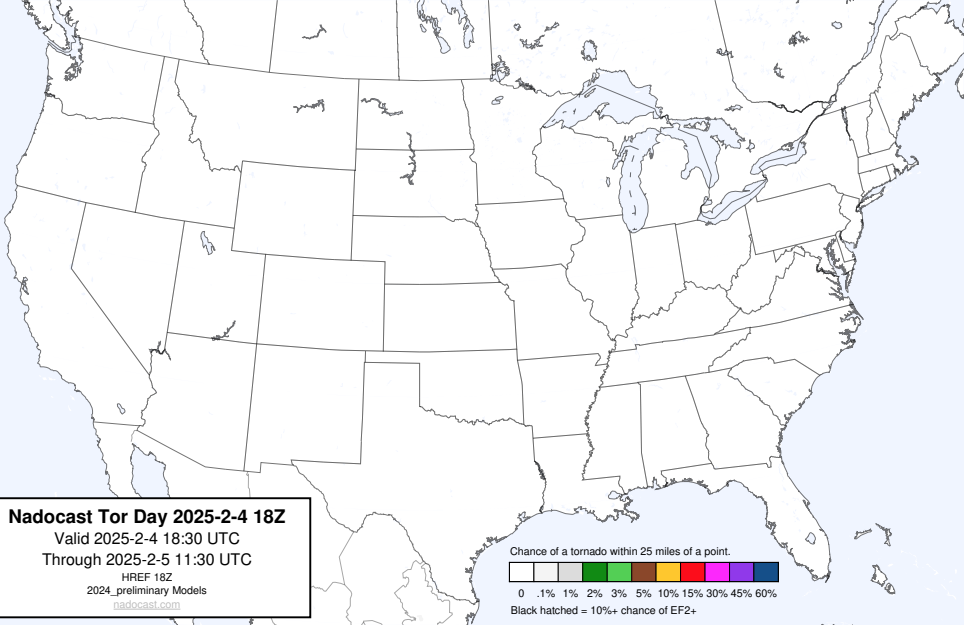 Nadocast Tor Day 2025-2-4 18Z
Valid 2025-2-4 18:30 UTC
Through 2025-2-5 11:30 UTC
HREF 18Z
2024_preliminary Models
nadocast.com
Chance of a tornado within 25 miles of a point.
0 .1% 1% 2% 3% 5% 10% 15% 30% 45% 60%
Black hatched = 10%+ chance of EF2+